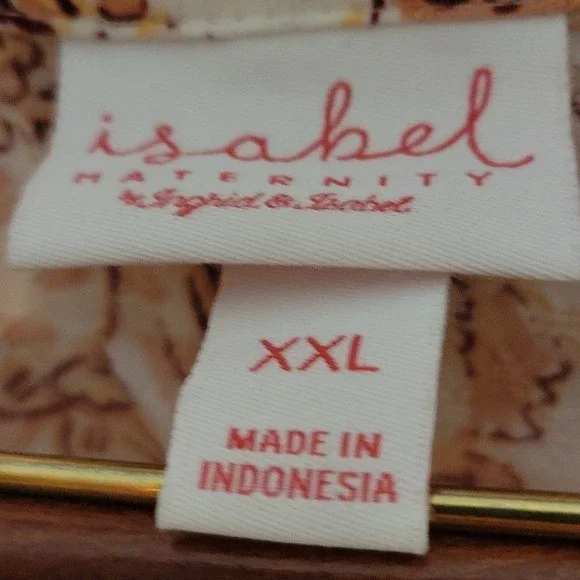 isabel
MATERNITY
by Ingrid & Isabel
XXL
MADE IN
INDONESIA